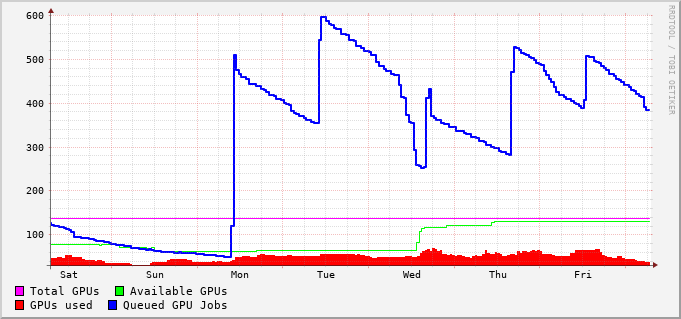 600
500
400
300
200
100
Sat Sun Mon Tue Wed Thu Fri
Total GPUs Available GPUs
GPUs used Queued GPU Jobs
RRDTOOL / TOBI OETIKER